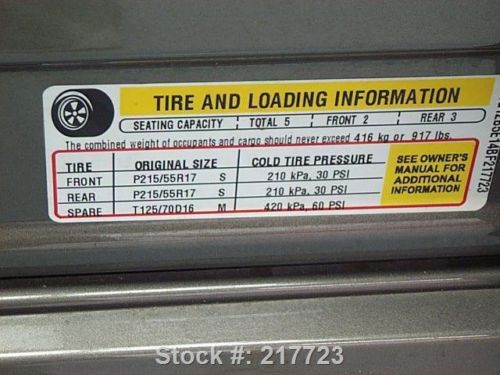 TIRE AND LOADING INFORMATION
SEATING CAPACITY TOTAL 5 FRONT 2 REAR 3
The combined weight of occupants and cargo should never exceed 416 kg or 917 lbs.
TIRE ORIGINAL SIZE COLD TIRE PRESSURE
FRONT P215/55R17 S 210 kPa, 30 PSI
REAR P215/55R17 S 210 kPa, 30 PSI
SPARE T125/70D16 M 420 kPa, 60 PSI
SEE OWNER'S
MANUAL FOR
ADDITIONAL
INFORMATION
Stock #: 217723